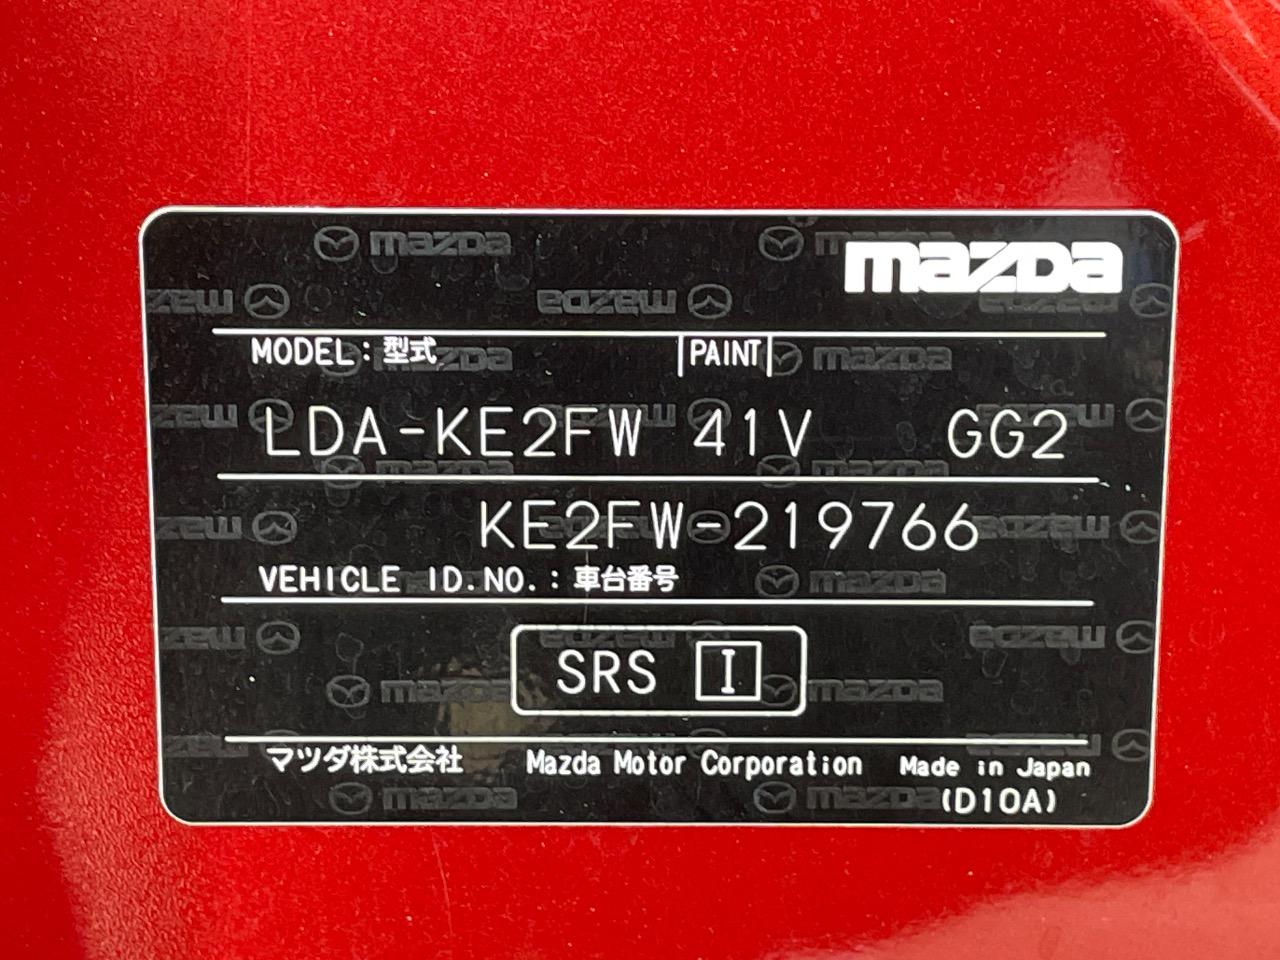 mazda
MODEL：型式 PAINT
LDA-KE2FW 41V GG2
KE2FW-219766
VEHICLE ID.NO.：車台番号
SRS I
マツダ株式会社 Mazda Motor Corporation Made in Japan
(D10A)